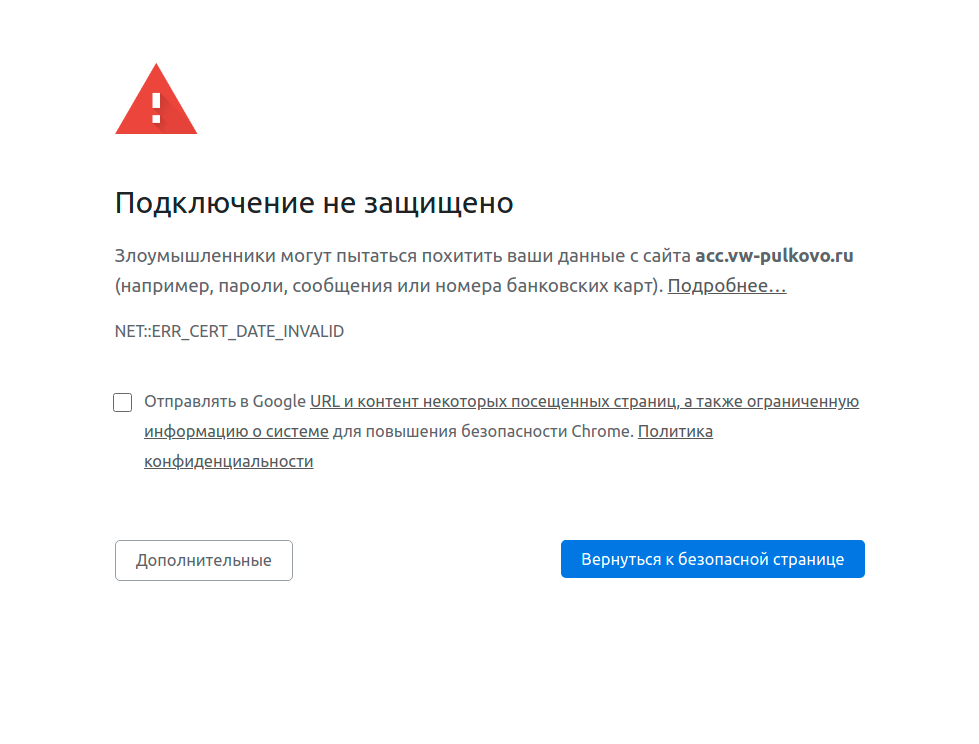 Подключение не защищено
Злоумышленники могут пытаться похитить ваши данные с сайта acc.vw-pulkovo.ru
(например, пароли, сообщения или номера банковских карт). Подробнее…
NET::ERR_CERT_DATE_INVALID
Отправлять в Google URL и контент некоторых посещенных страниц, а также ограниченную
информацию о системе для повышения безопасности Chrome. Политика
конфиденциальности
Дополнительные
Вернуться к безопасной странице